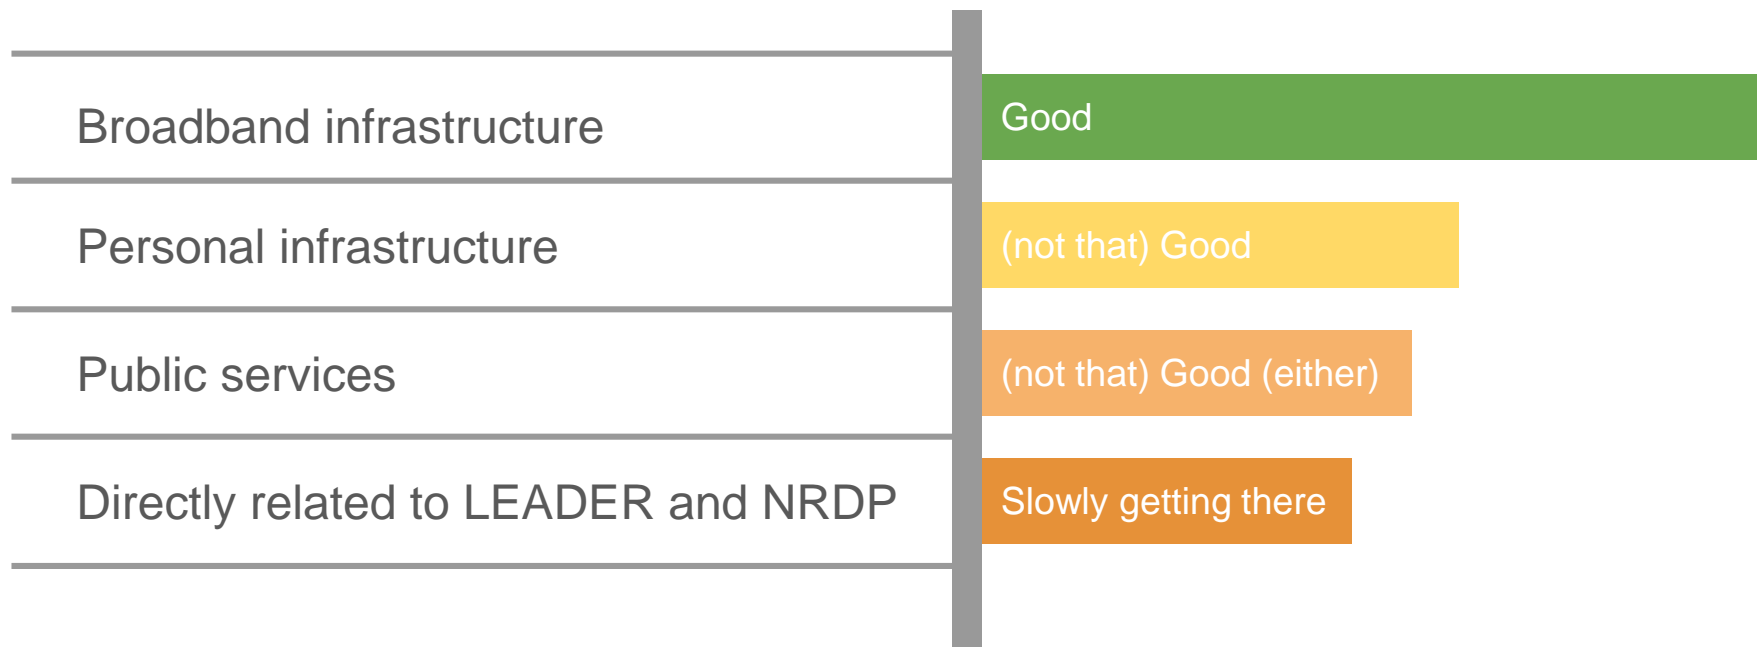 Broadband infrastructure
Good
Personal infrastructure
(not that) Good
Public services
(not that) Good (either)
Directly related to LEADER and NRDP
Slowly getting there